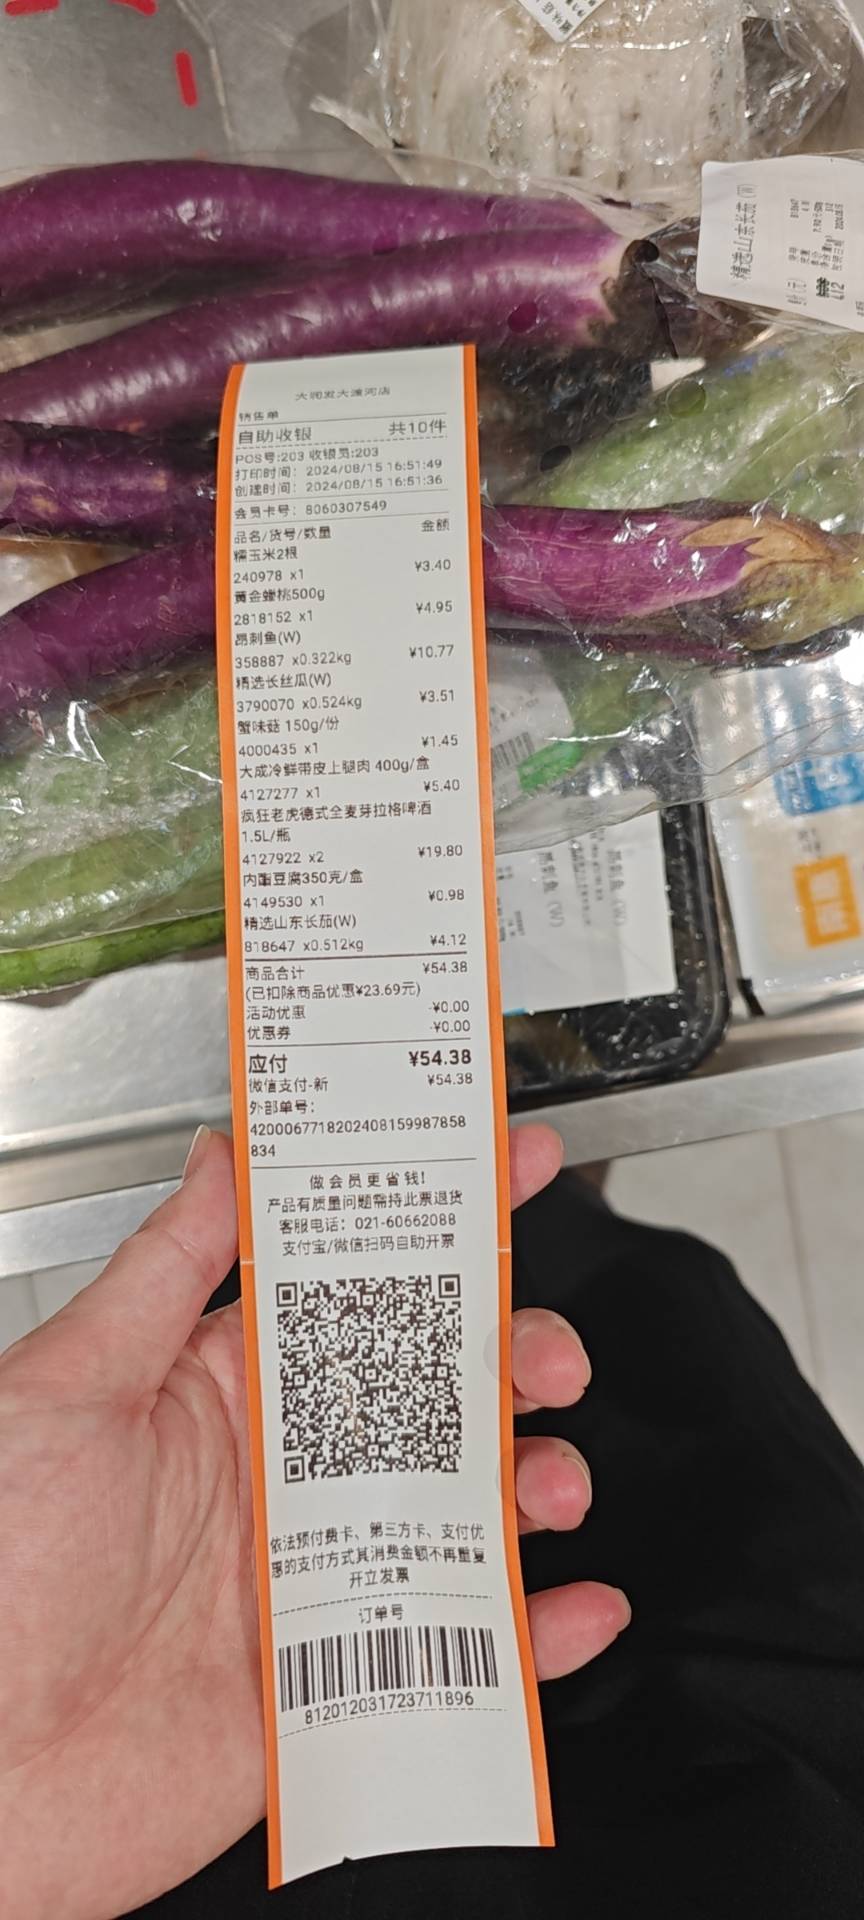 精选山东长茄(W)
大润发大渡河店
销售单
自助收银 共10件
POS号:203 收银员:203
打印时间: 2024/08/15 16:51:49
创建时间: 2024/08/15 16:51:36
会员卡号: 8060307549
品名/货号/数量 金额
糯玉米2根
240978 x1 ¥3.40
黄金蟠桃500g
2818152 x1 ¥4.95
昂刺鱼(W)
358887 x0.322kg ¥10.77
精选长丝瓜(W)
3790070 x0.524kg ¥3.51
蟹味菇 150g/份
4000435 x1 ¥1.45
大成冷鲜带皮上腿肉 400g/盒
4127277 x1 ¥5.40
疯狂老虎德式全麦芽拉格啤酒
1.5L/瓶
4127922 x2 ¥19.80
内酯豆腐350克/盒
4149530 x1 ¥0.98
精选山东长茄(W)
818647 x0.512kg ¥4.12
商品合计 ¥54.38
(已扣除商品优惠¥23.69元)
活动优惠 -¥0.00
优惠券 -¥0.00
应付 ¥54.38
微信支付-新 ¥54.38
外部单号:
4200067718202408159987858
834
做会员更省钱!
产品有质量问题需持此票退货
客服电话: 021-60662088
支付宝/微信扫码自助开票
依法预付费卡、第三方卡、支付优
惠的支付方式其消费金额不再重复
开立发票
订单号
812012031723711896
昂刺鱼(W)
昂刺鱼(W)